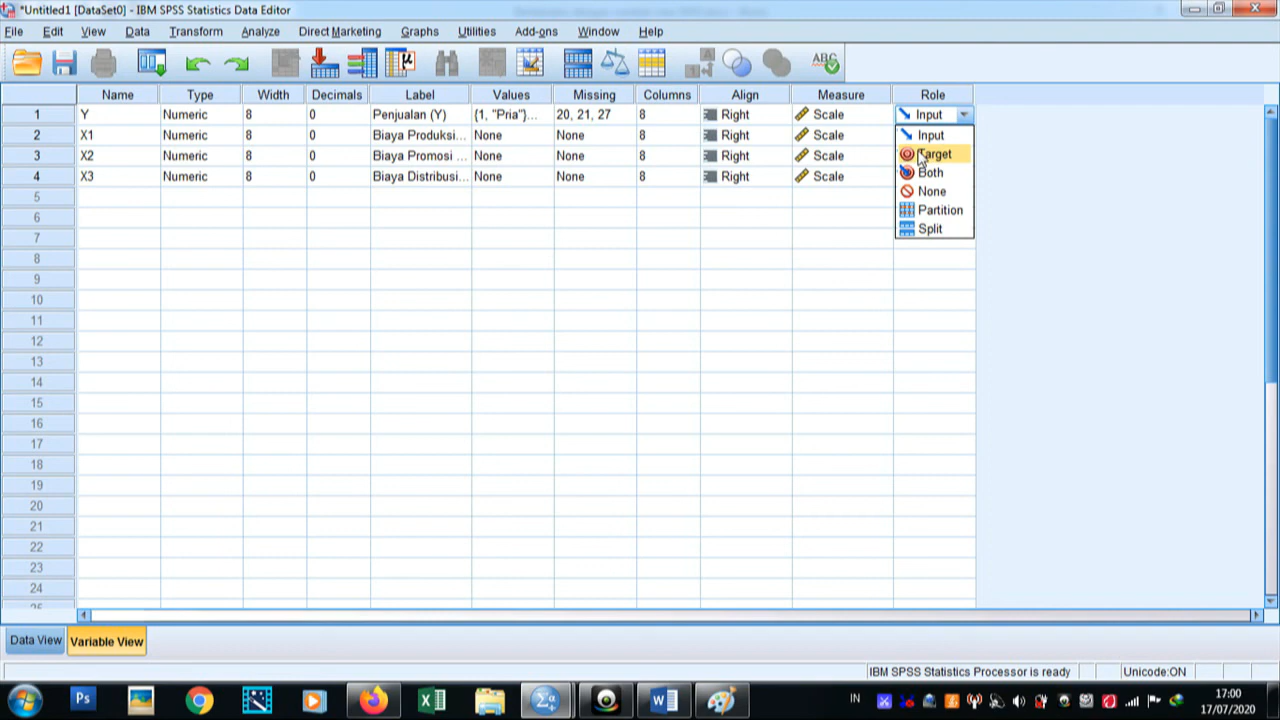 *Untitled1 [DataSet0] - IBM SPSS Statistics Data Editor
File Edit View Data Transform Analyze Direct Marketing Graphs Utilities Add-ons Window Help
Name Type Width Decimals Label Values Missing Columns Align Measure Role
1 Y Numeric 8 0 Penjualan (Y) {1, "Pria"}... 20, 21, 27 8 Right Scale Input
2 X1 Numeric 8 0 Biaya Produksi... None None 8 Right Scale Input
3 X2 Numeric 8 0 Biaya Promosi ... None None 8 Right Scale Target
Both
4 X3 Numeric 8 0 Biaya Distribusi... None None 8 Right Scale
None
5
Partition
6
Split
7
8
9
10
11
12
13
14
15
16
17
18
19
20
21
22
23
24
Data View Variable View
IBM SPSS Statistics Processor is ready Unicode:ON
Ps IN 17:00
17/07/2020